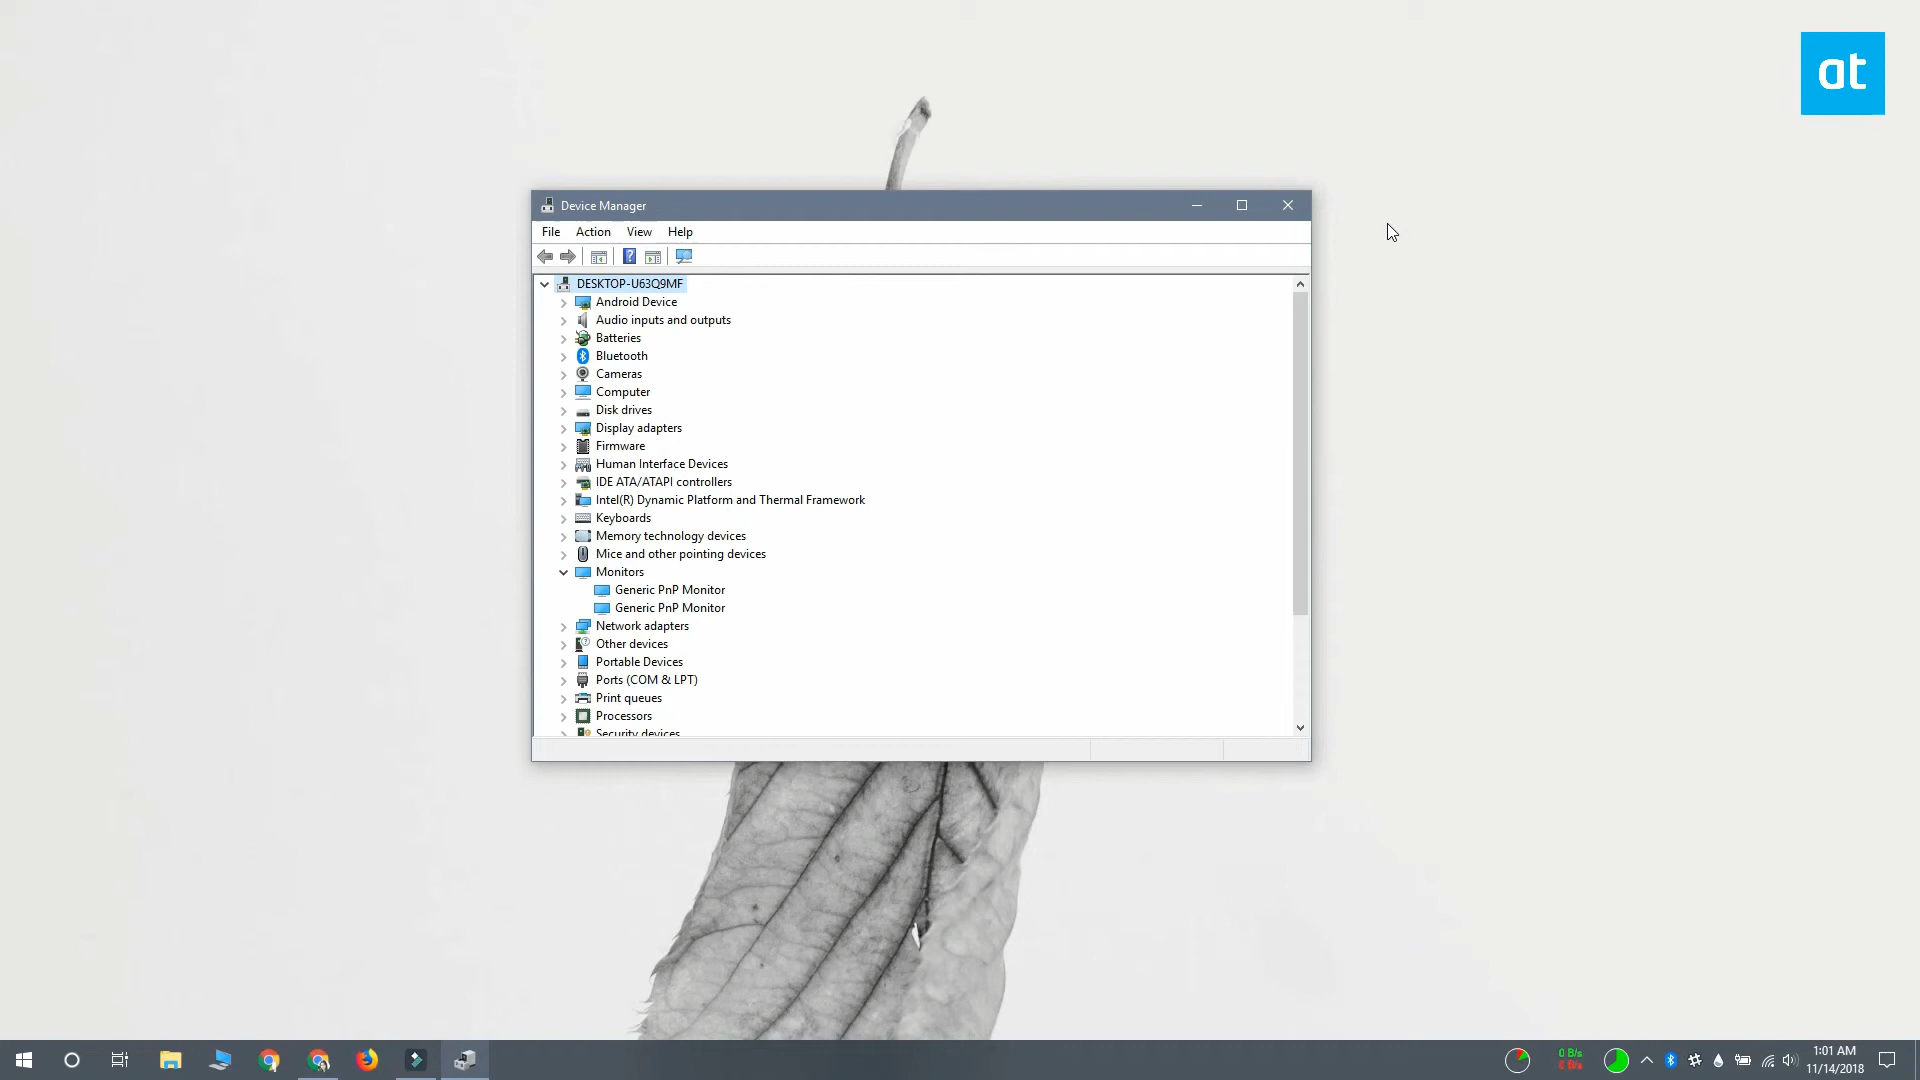 at
Device Manager
File Action View Help
DESKTOP-U63Q9MF
Android Device
Audio inputs and outputs
Batteries
Bluetooth
Cameras
Computer
Disk drives
Display adapters
Firmware
Human Interface Devices
IDE ATA/ATAPI controllers
Intel(R) Dynamic Platform and Thermal Framework
Keyboards
Memory technology devices
Mice and other pointing devices
Monitors
Generic PnP Monitor
Generic PnP Monitor
Network adapters
Other devices
Portable Devices
Ports (COM & LPT)
Print queues
Processors
Security devices
0 B/s
0 B/s
1:01 AM
11/14/2018